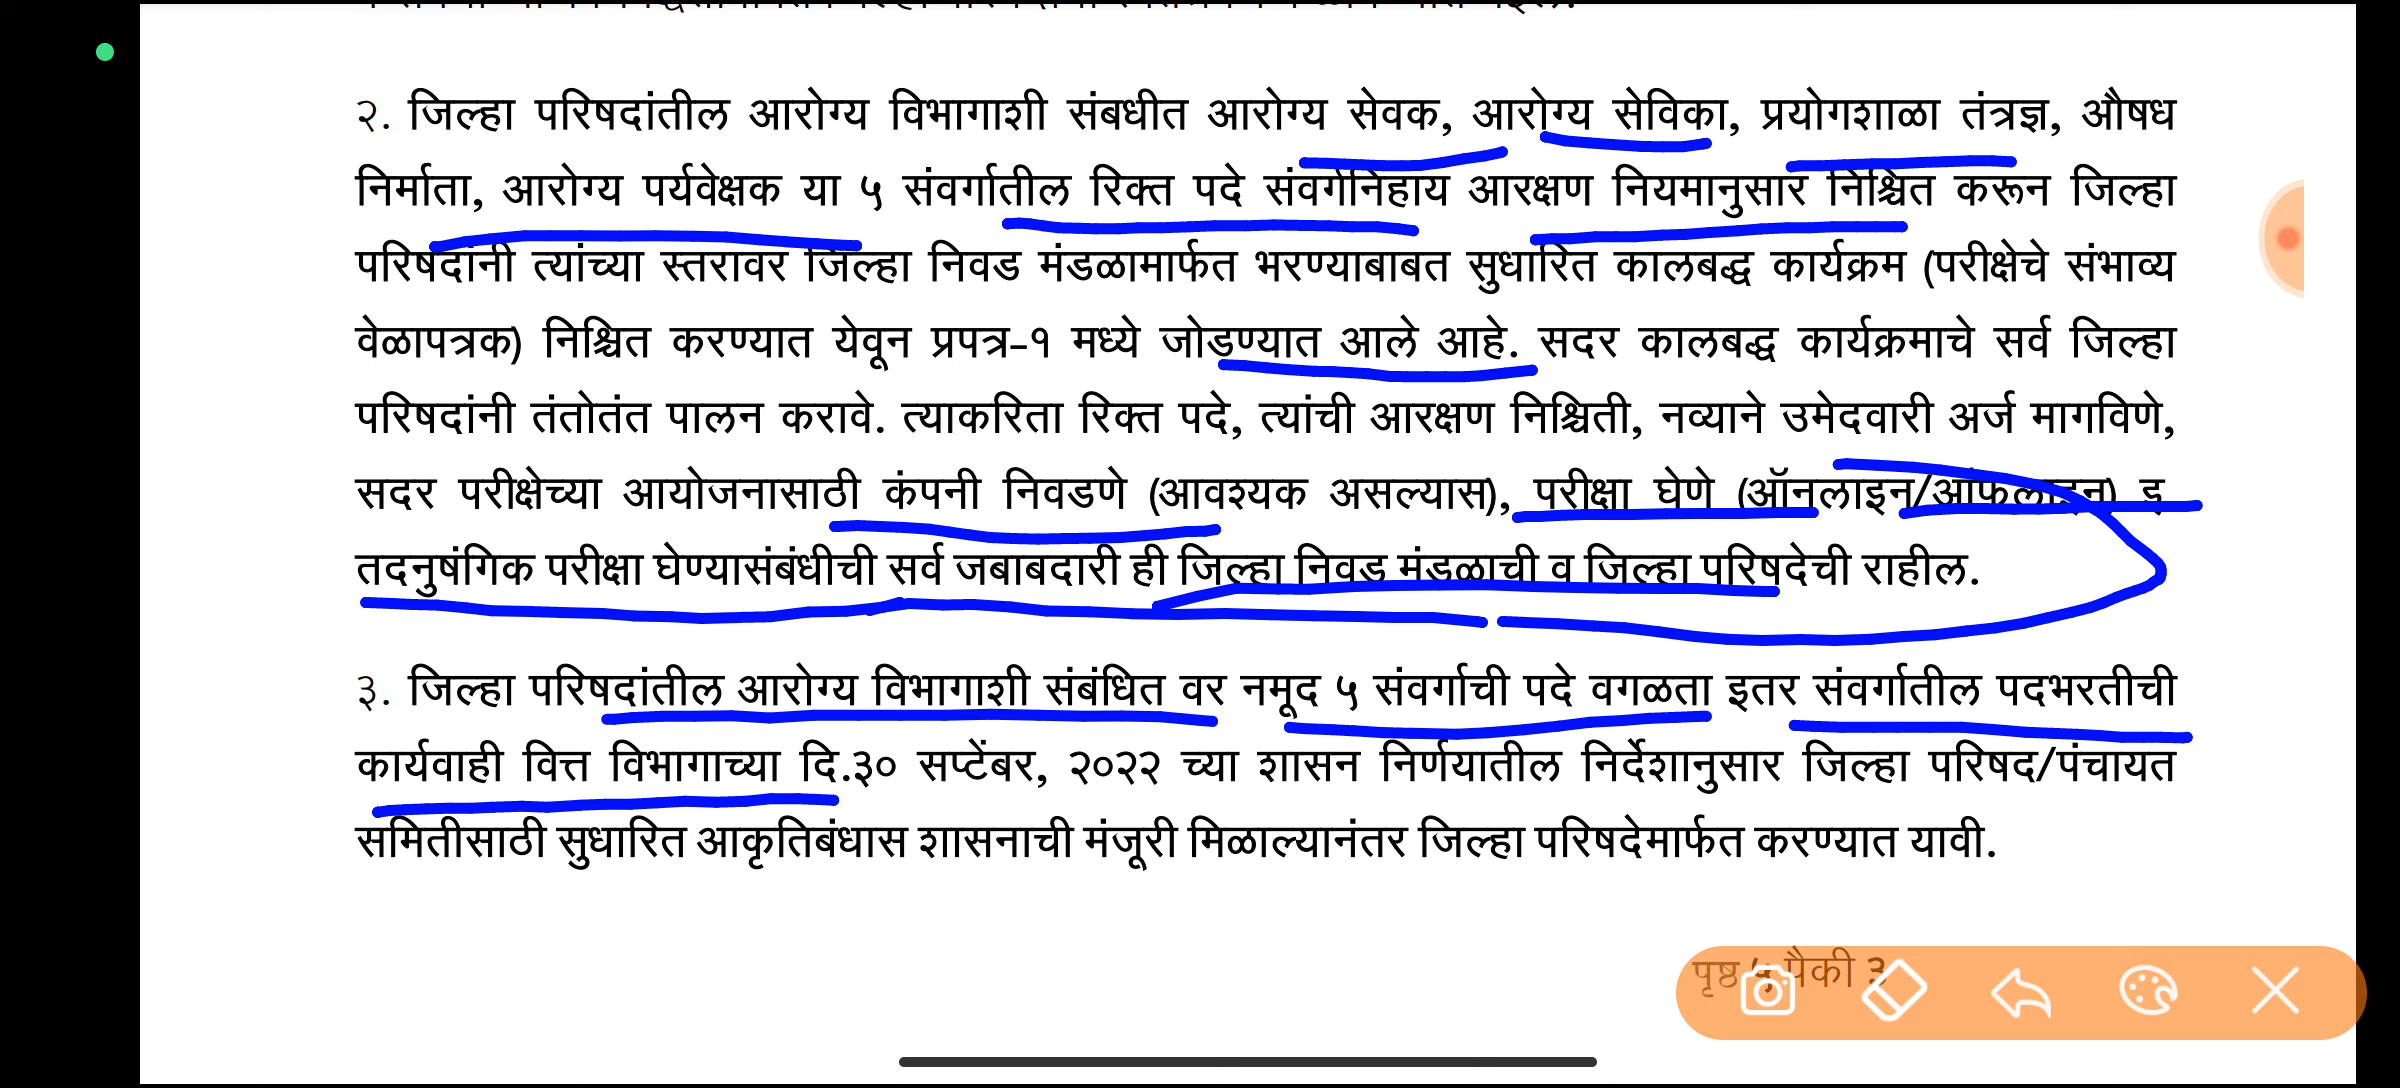 २. जिल्हा परिषदांतील आरोग्य विभागाशी संबधीत आरोग्य सेवक, आरोग्य सेविका, प्रयोगशाळा तंत्रज्ञ, औषध
निर्माता, आरोग्य पर्यवेक्षक या ५ संवर्गातील रिक्त पदे संवर्गनिहाय आरक्षण नियमानुसार निश्चित करून जिल्हा
परिषदांनी त्यांच्या स्तरावर जिल्हा निवड मंडळामार्फत भरण्याबाबत सुधारित कालबद्ध कार्यक्रम (परीक्षेचे संभाव्य
वेळापत्रक) निश्चित करण्यात येवून प्रपत्र-१ मध्ये जोडण्यात आले आहे. सदर कालबद्ध कार्यक्रमाचे सर्व जिल्हा
परिषदांनी तंतोतंत पालन करावे. त्याकरिता रिक्त पदे, त्यांची आरक्षण निश्चिती, नव्याने उमेदवारी अर्ज मागविणे,
सदर परीक्षेच्या आयोजनासाठी कंपनी निवडणे (आवश्यक असल्यास), परीक्षा घेणे (ऑनलाइन/ऑफलाइन) इ.
तदनुषंगिक परीक्षा घेण्यासंबंधीची सर्व जबाबदारी ही जिल्हा निवड मंडळाची व जिल्हा परिषदेची राहील.
३. जिल्हा परिषदांतील आरोग्य विभागाशी संबंधित वर नमूद ५ संवर्गाची पदे वगळता इतर संवर्गातील पदभरतीची
कार्यवाही वित्त विभागाच्या दि.३० सप्टेंबर, २०२२ च्या शासन निर्णयातील निर्देशानुसार जिल्हा परिषद/पंचायत
समितीसाठी सुधारित आकृतिबंधास शासनाची मंजूरी मिळाल्यानंतर जिल्हा परिषदेमार्फत करण्यात यावी.
पृष्ठ ५ पैकी ३